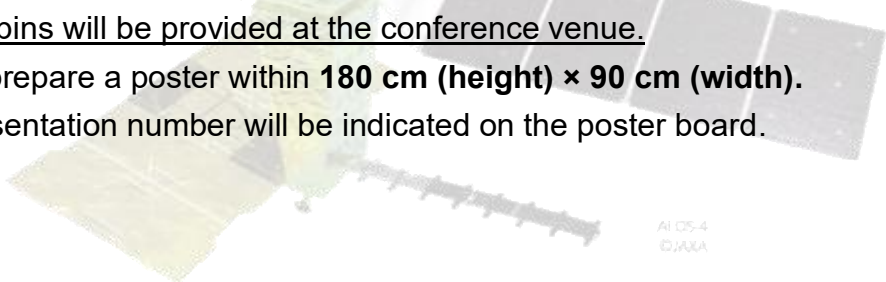 pins will be provided at the conference venue.
prepare a poster within 180 cm (height) × 90 cm (width).
sentation number will be indicated on the poster board.
ALOS-4
©JAXA